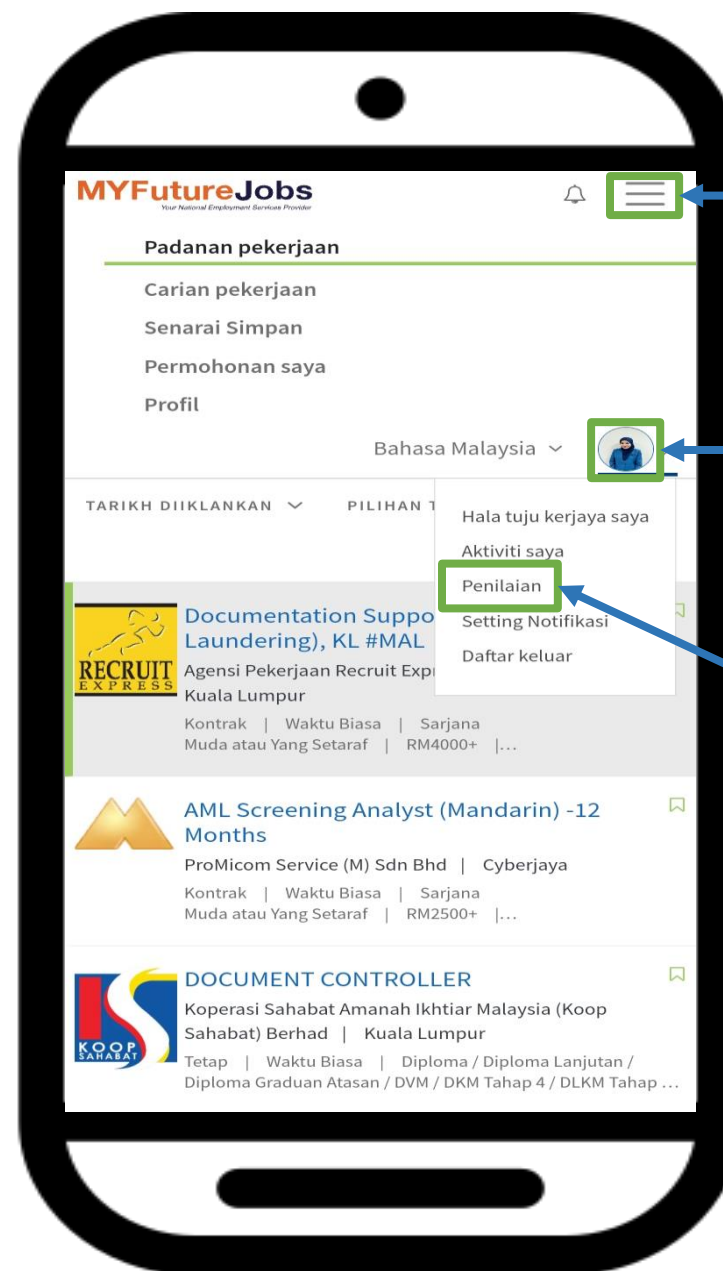 MYFutureJobs
Your National Employment Services Provider
Padanan pekerjaan
Carian pekerjaan
Senarai Simpan
Permohonan saya
Profil
Bahasa Malaysia
TARIKH DIIKLANKAN PILIHAN
Hala tuju kerjaya saya
Aktiviti saya
Penilaian
Setting Notifikasi
Daftar keluar
RECRUIT
EXPRESS
Documentation Suppo
Laundering), KL #MAL
Agensi Pekerjaan Recruit Expr
Kuala Lumpur
Kontrak | Waktu Biasa | Sarjana
Muda atau Yang Setaraf | RM4000+ |...
AML Screening Analyst (Mandarin) -12
Months
ProMicom Service (M) Sdn Bhd | Cyberjaya
Kontrak | Waktu Biasa | Sarjana
Muda atau Yang Setaraf | RM2500+ |...
KOOP
SAHABAT
DOCUMENT CONTROLLER
Koperasi Sahabat Amanah Ikhtiar Malaysia (Koop
Sahabat) Berhad | Kuala Lumpur
Tetap | Waktu Biasa | Diploma / Diploma Lanjutan /
Diploma Graduan Atasan / DVM / DKM Tahap 4 / DLKM Tahap ...